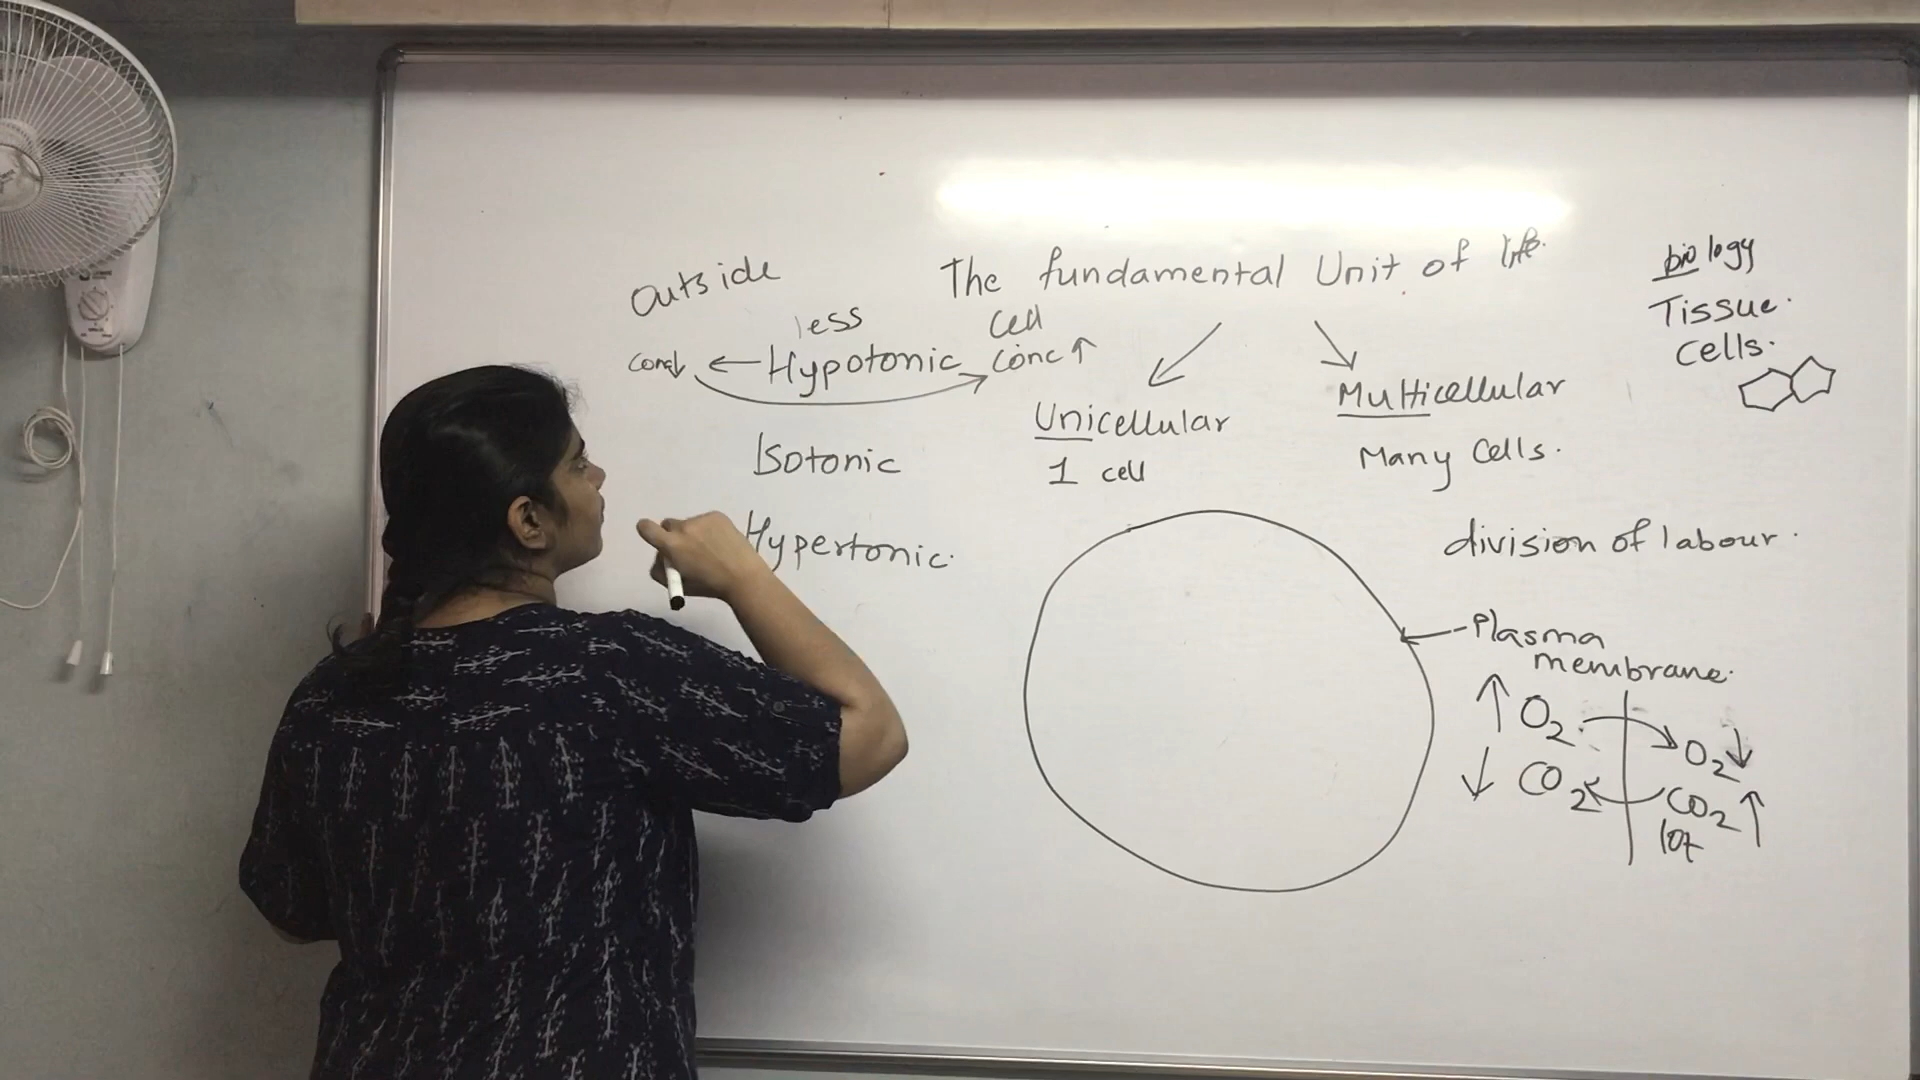 The fundamental Unit of life.
outside
less
cell
conc↓ ← Hypotonic conc ↑
Isotonic
Hypertonic.
Unicellular
1 cell
Multicellular
Many Cells.
biology
Tissue.
cells.
division of labour.
Plasma
membrane.
↑ O2 O2 ↓
↓ CO2 CO2 ↑